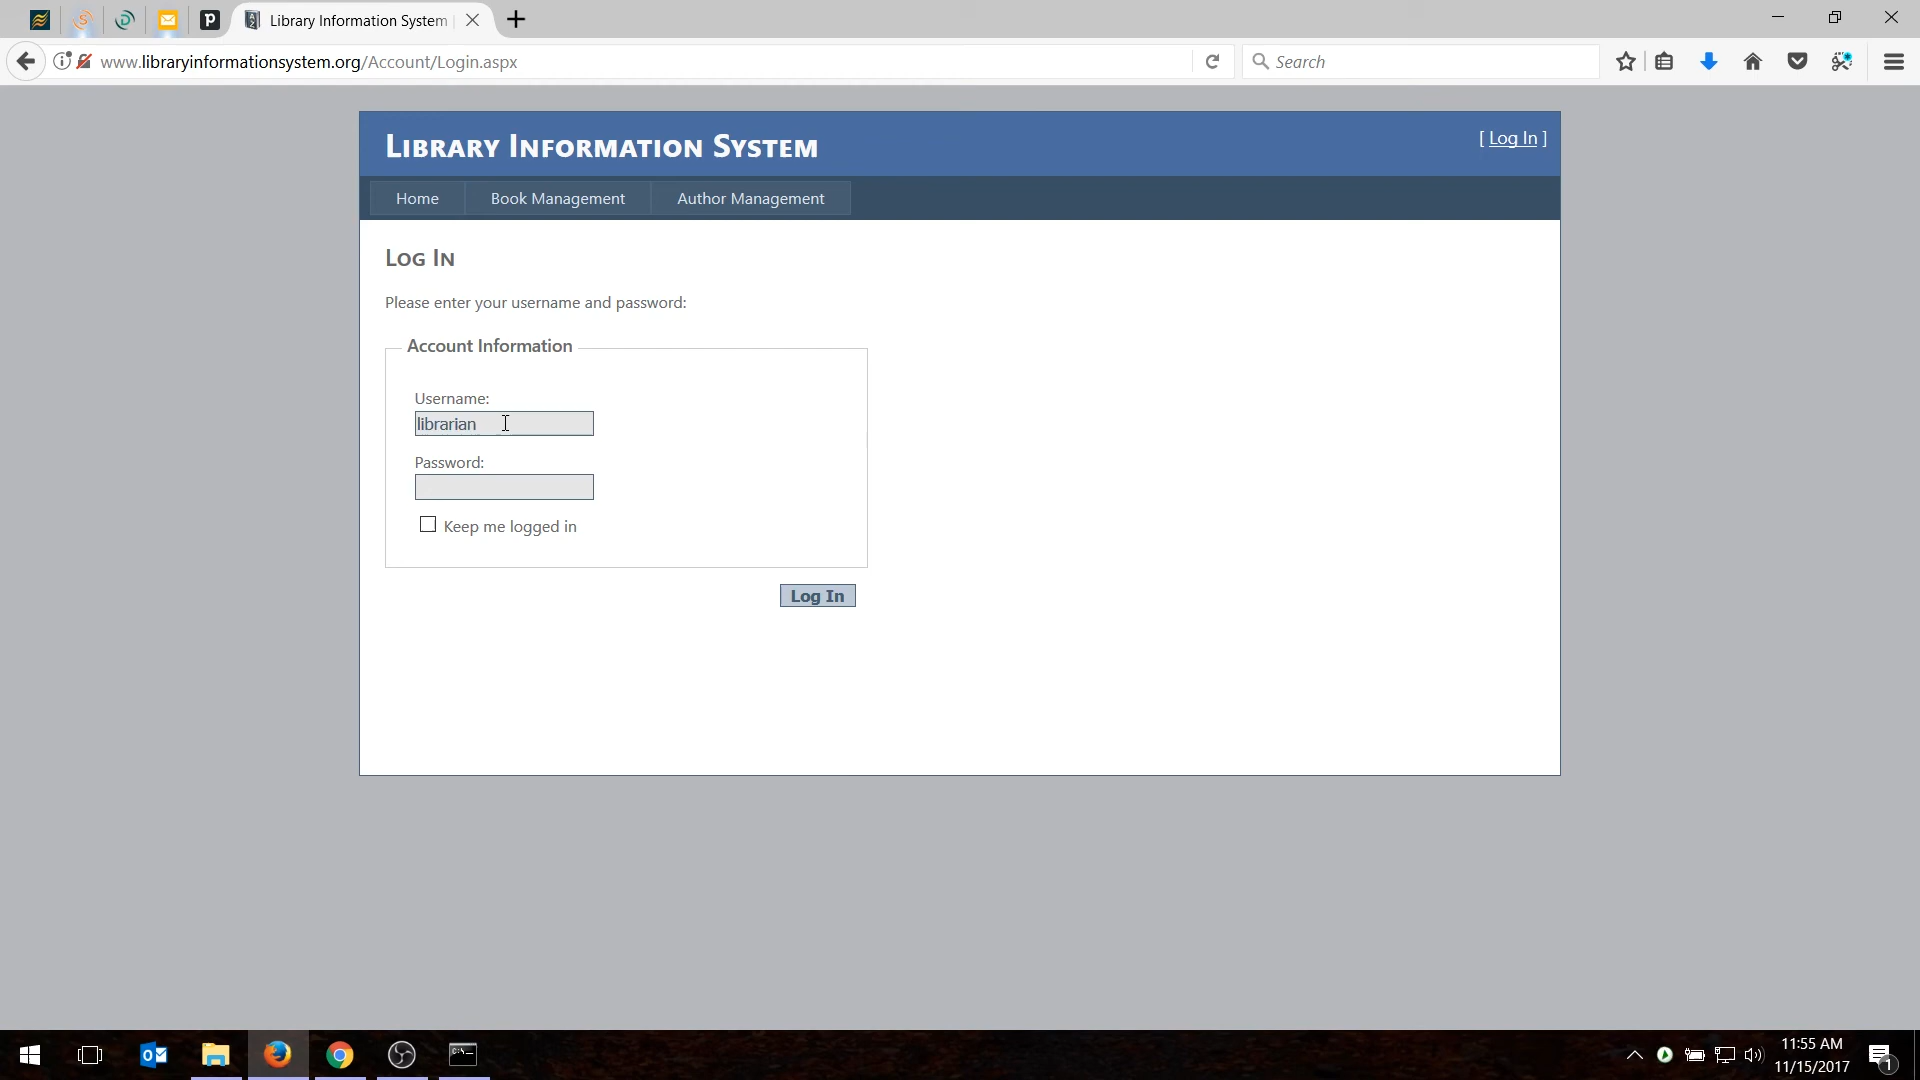 Library Information System
www.libraryinformationsystem.org/Account/Login.aspx
Search
Library Information System
[ Log In ]
Home
Book Management
Author Management
Log In
Please enter your username and password:
Account Information
Username:
librarian
Password:
Keep me logged in
Log In
11:55 AM
11/15/2017
1